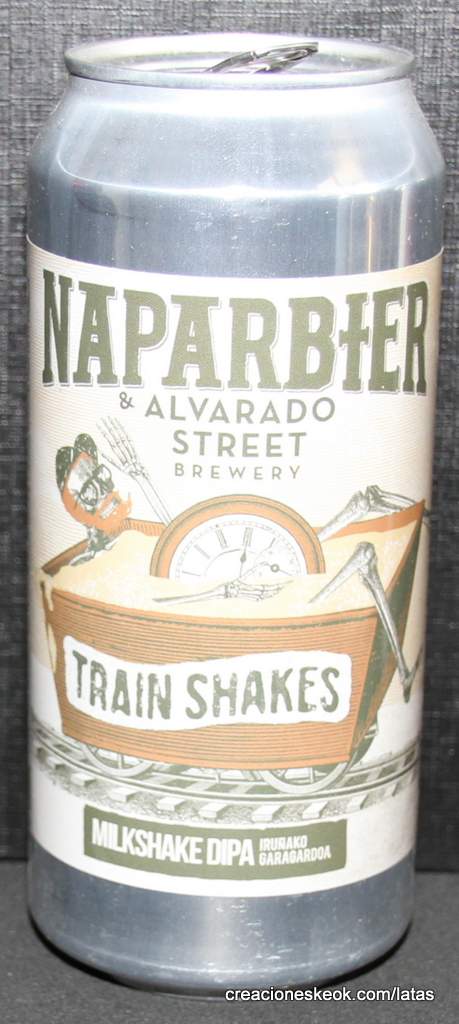 NAPARBIER
& ALVARADO
STREET
BREWERY
TRAIN SHAKES
MILKSHAKE DIPA IRUÑAKO
GARAGARDOA
creacioneskeok.com/latas